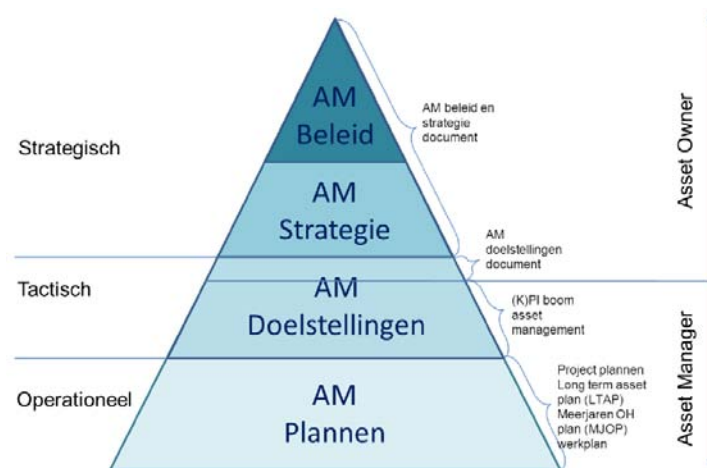 AM
Beleid
AM beleid en
strategie
document
Strategisch
Asset Owner
AM
Strategie
AM
doelstellingen
document
Tactisch
AM
Doelstellingen
(K)PI boom
asset
management
Asset Manager
Operationeel
AM
Plannen
Project plannen
Long term asset
plan (LTAP)
Meerjaren OH
plan (MJOP)
werkplan